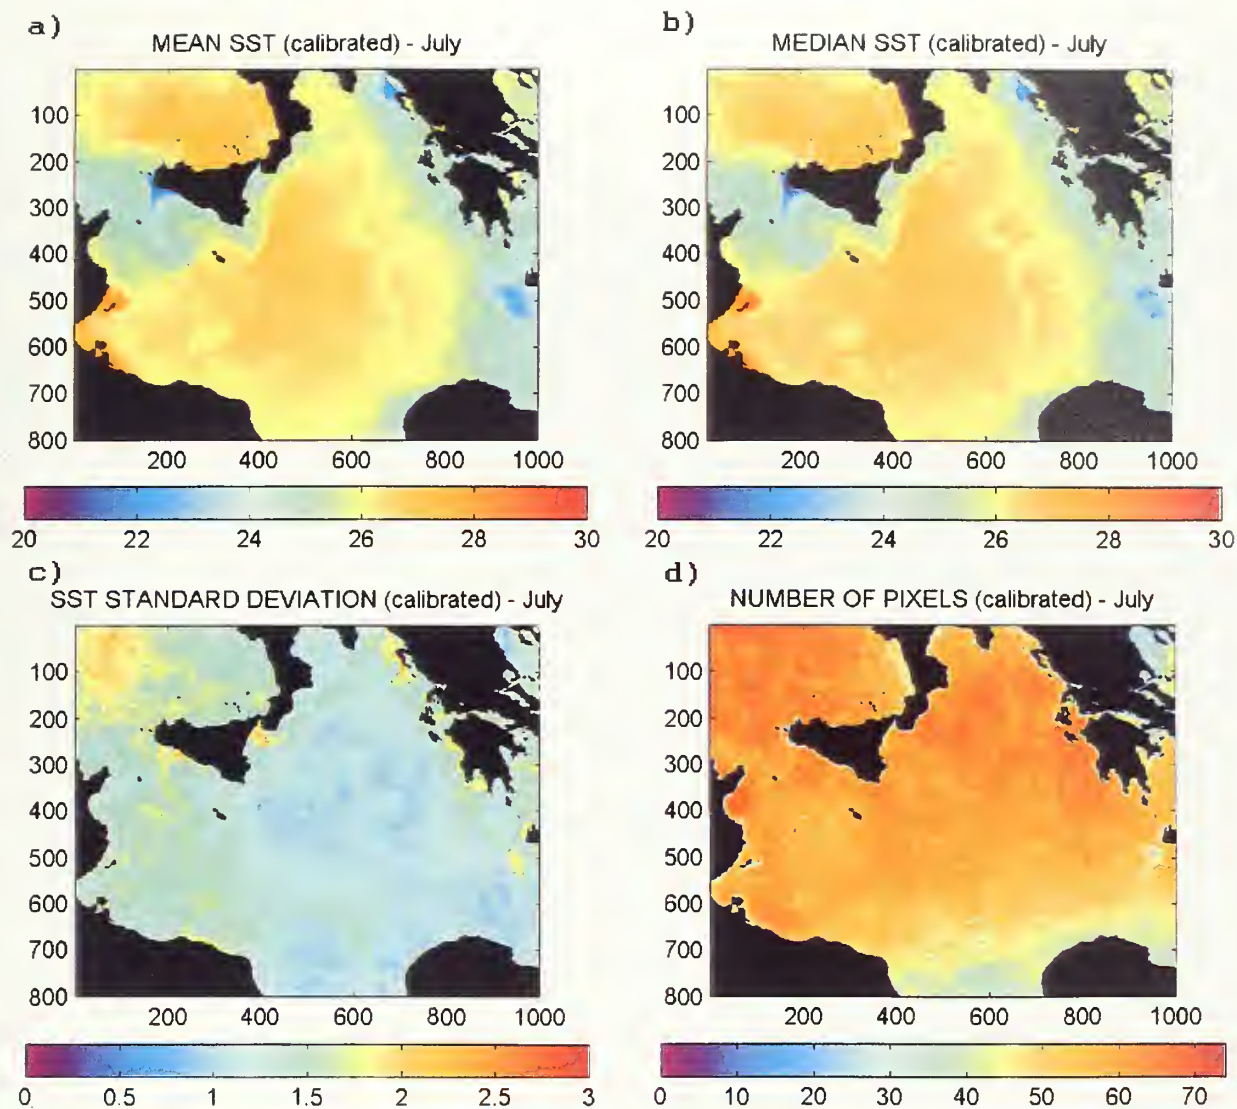 a)
MEAN SST (calibrated) - July
100
200
300
400
500
600
700
800
200 400 600 800 1000
20 22 24 26 28 30
b)
MEDIAN SST (calibrated) - July
100
200
300
400
500
600
700
800
200 400 600 800 1000
20 22 24 26 28 30
c)
SST STANDARD DEVIATION (calibrated) - July
100
200
300
400
500
600
700
800
200 400 600 800 1000
0 0.5 1 1.5 2 2.5 3
d)
NUMBER OF PIXELS (calibrated) - July
100
200
300
400
500
600
700
800
200 400 600 800 1000
0 10 20 30 40 50 60 70